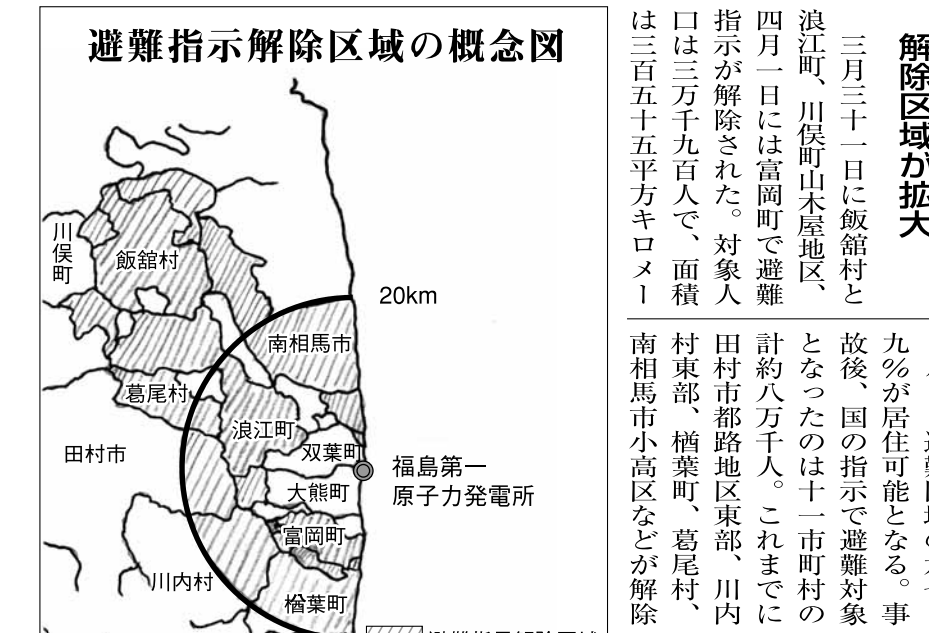 解除区域が拡大
三月三十一日に飯舘村と
浪江町、川俣町山木屋地区、
四月一日には富岡町で避難
指示が解除された。対象人
口は三万千九百人で、面積
は三百五十五平方キロメー
九%が居住可能となる。事
故後、国の指示で避難対象
となったのは十一市町村の
計約八万千人。これまでに
田村市都路地区東部、川内
村東部、楢葉町、葛尾村、
南相馬市小高区などが解除
避難指示解除区域の概念図
川俣町
飯舘村
20km
南相馬市
葛尾村
浪江町
田村市
双葉町
福島第一
原子力発電所
大熊町
富岡町
川内村
楢葉町
避難指示解除区域